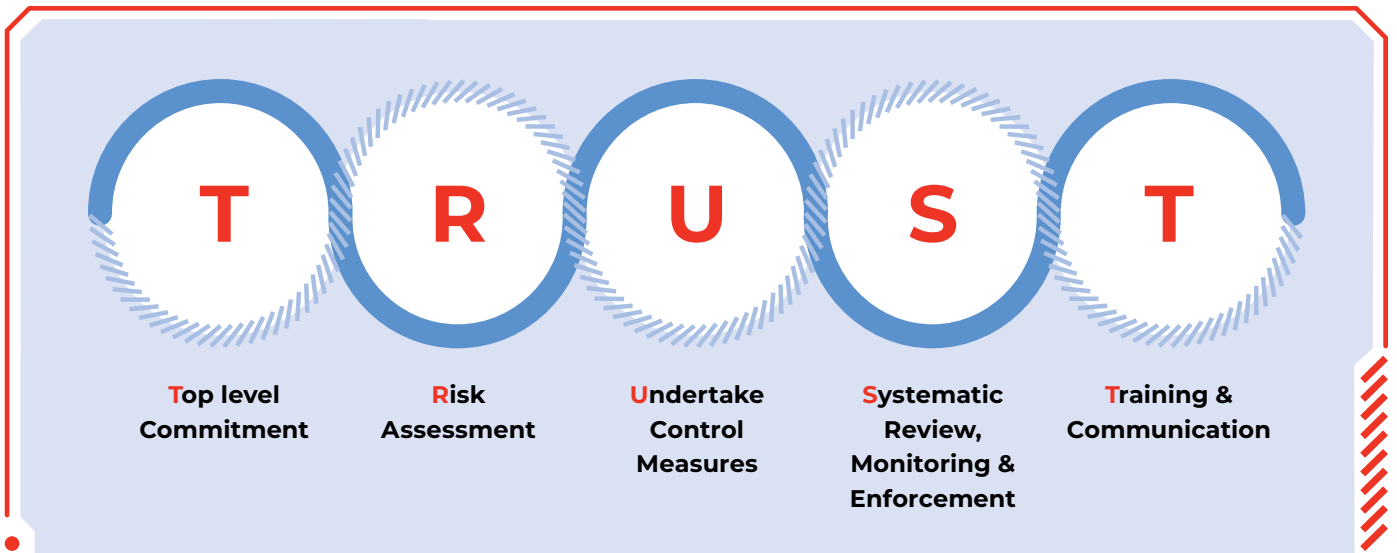 T R U S T
Top level
Commitment
Risk
Assessment
Undertake
Control
Measures
Systematic
Review,
Monitoring &
Enforcement
Training &
Communication